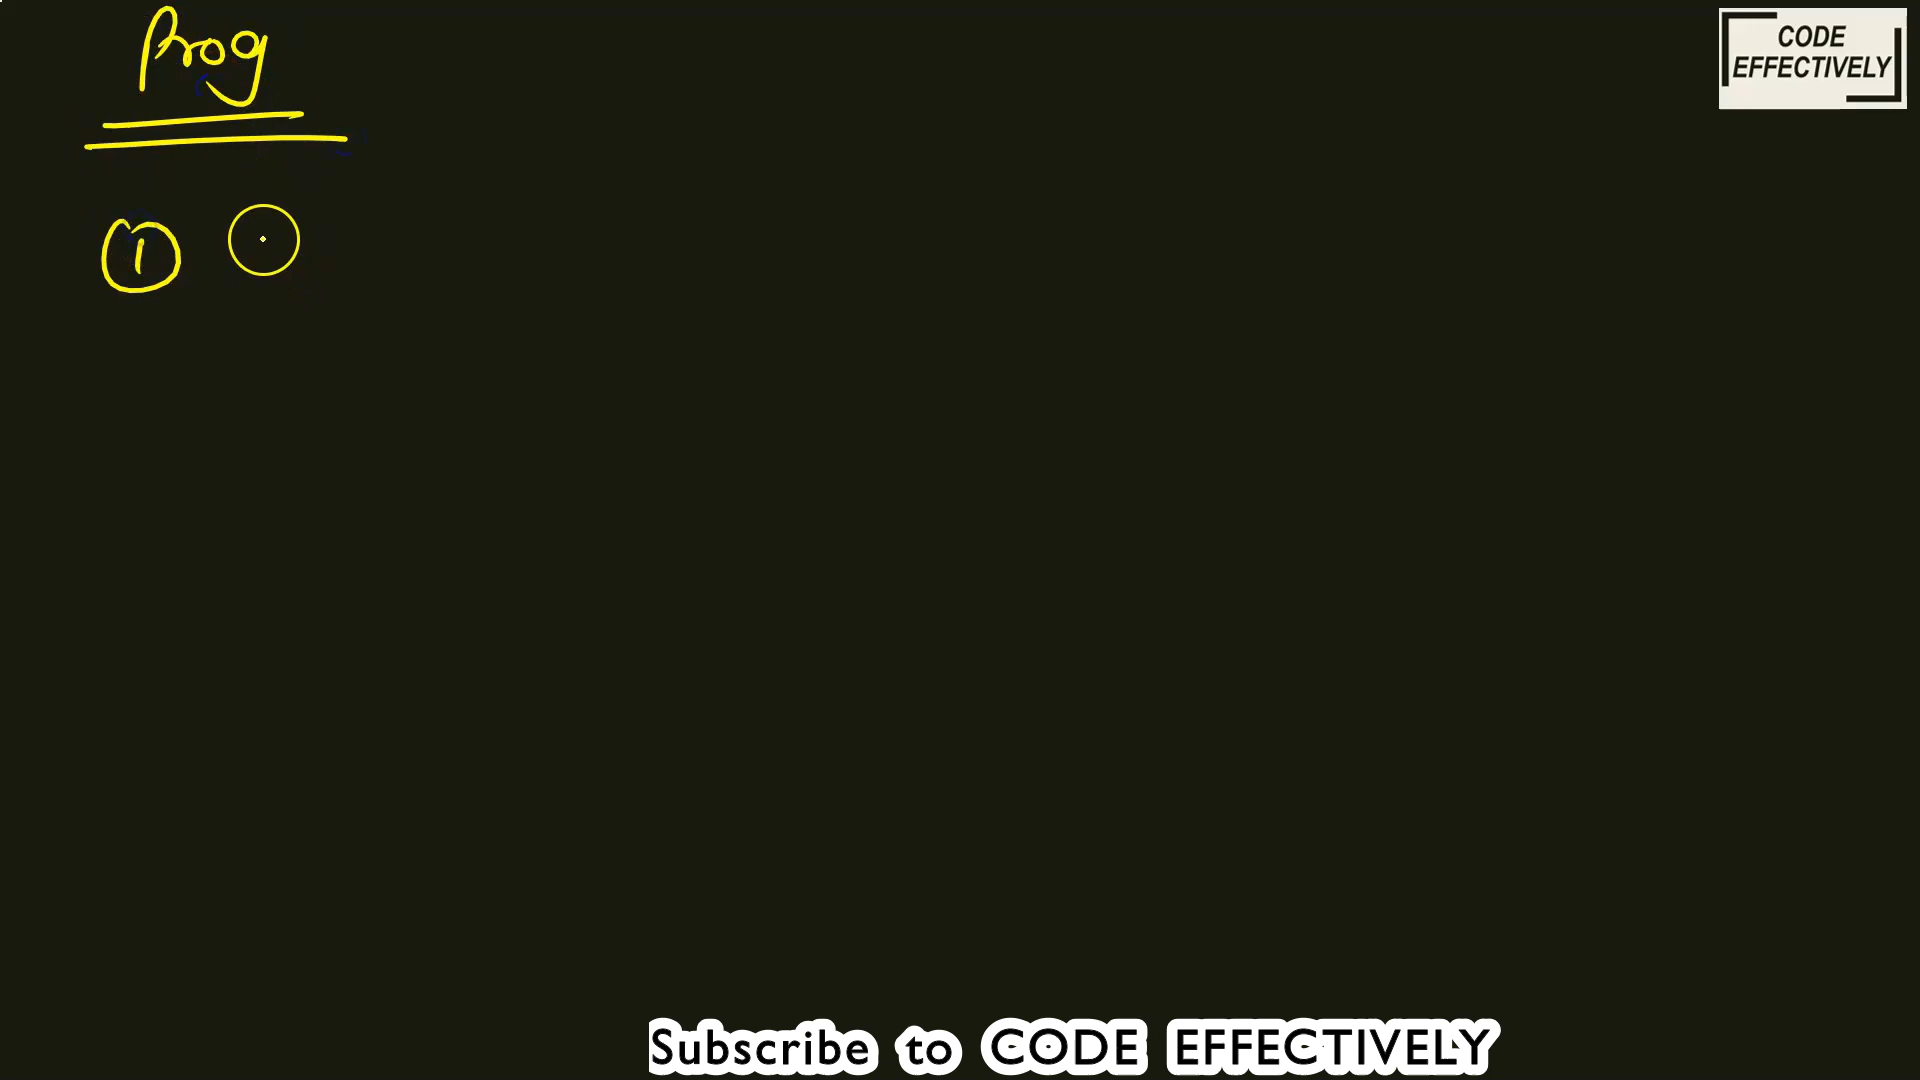 Prog
CODE
EFFECTIVELY
1
Subscribe to CODE EFFECTIVELY